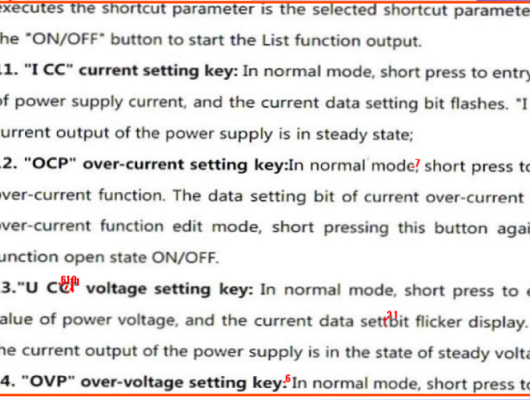 executes the shortcut parameter is the selected shortcut paramete
he "ON/OFF" button to start the List function output.
1. "I CC" current setting key: In normal mode, short press to entry
of power supply current, and the current data setting bit flashes. "I
urrent output of the power supply is in steady state;
2. "OCP" over-current setting key:In normal mode, short press to
over-current function. The data setting bit of current over-current
over-current function edit mode, short pressing this button agai
unction open state ON/OFF.
3."U CC" voltage setting key: In normal mode, short press to e
alue of power voltage, and the current data sett bit flicker display.
he current output of the power supply is in the state of steady volta
4. "OVP" over-voltage setting key: In normal mode, short press to